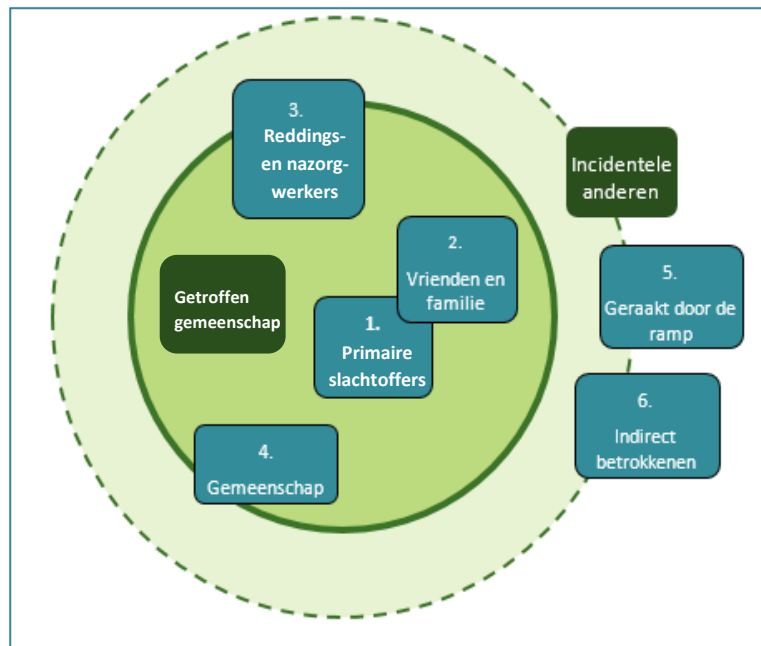 3.
Reddings-
en nazorg-
werkers
Incidentele
anderen
2.
Vrienden en
familie
Getroffen
gemeenschap
1.
Primaire
slachtoffers
5.
Geraakt door de
ramp
6.
Indirect
betrokkenen
4.
Gemeenschap